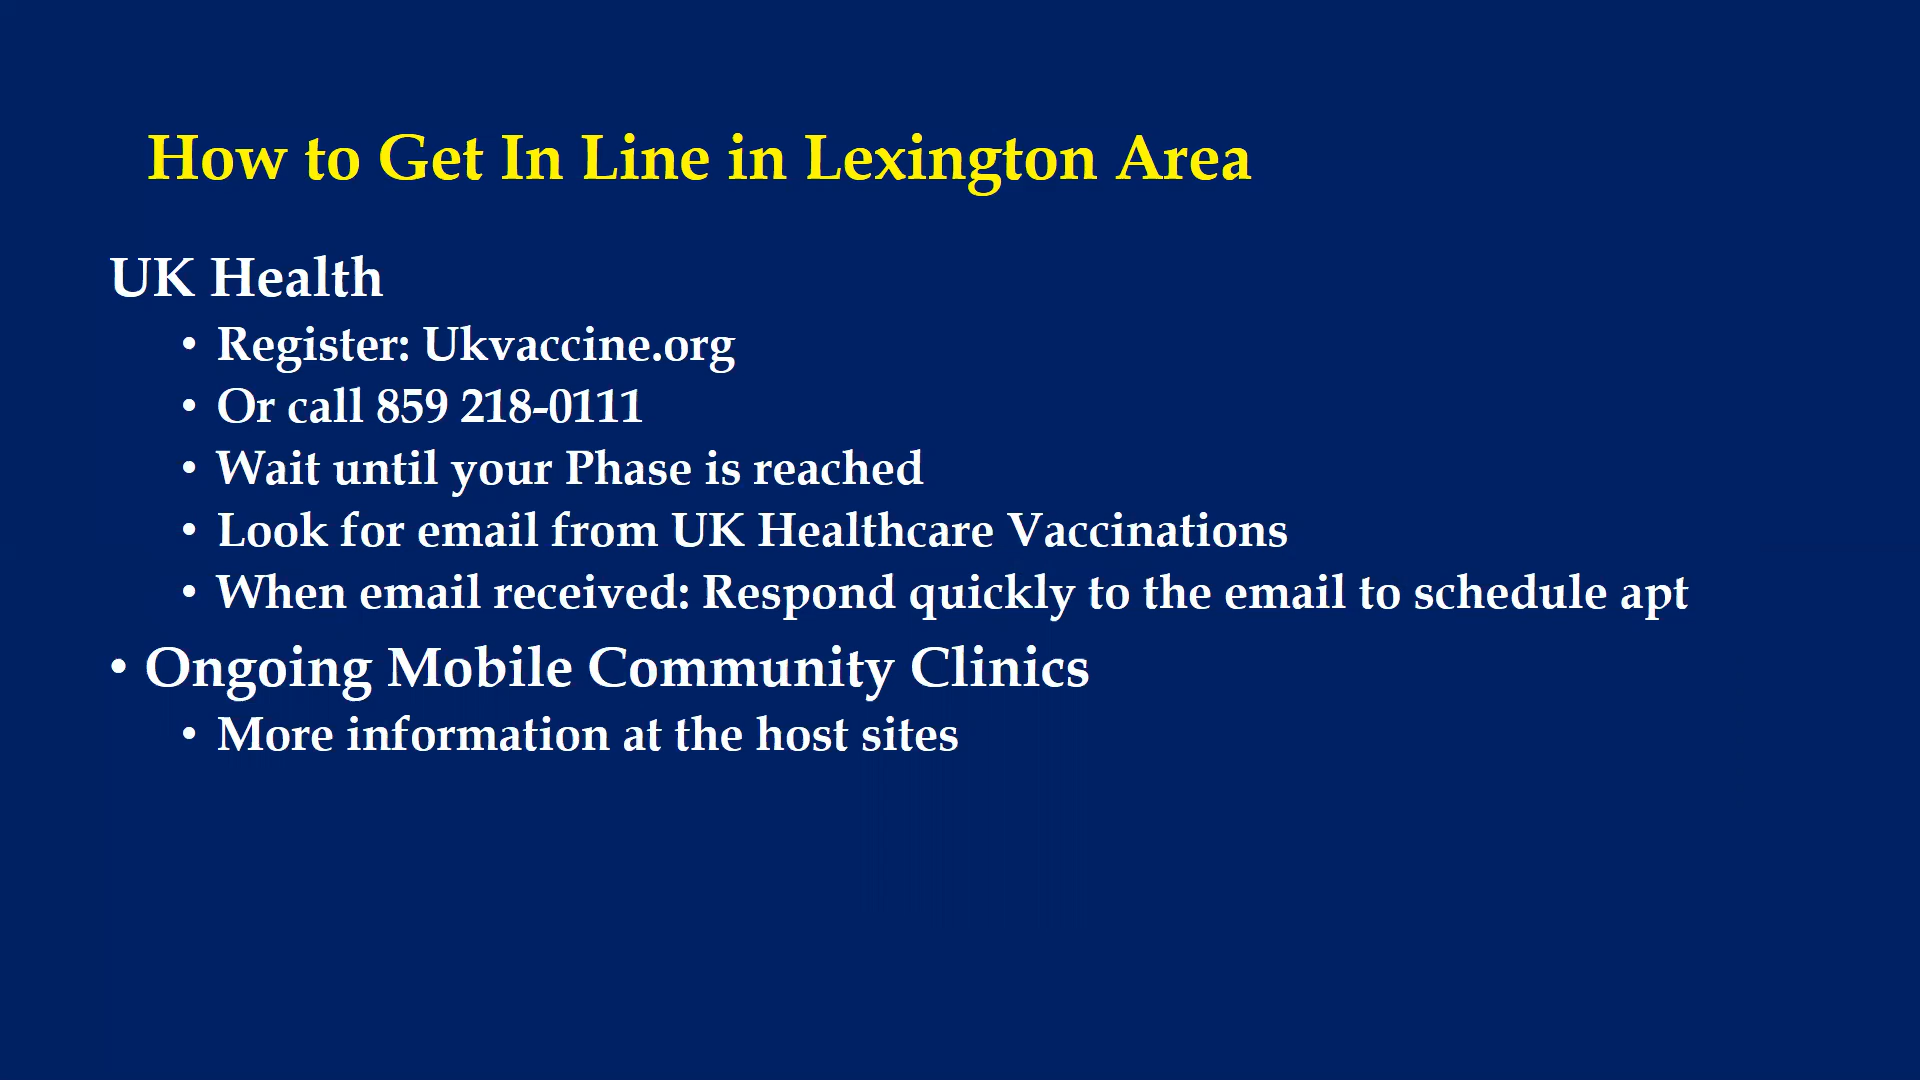 How to Get In Line in Lexington Area
UK Health
• Register: Ukvaccine.org
• Or call 859 218-0111
• Wait until your Phase is reached
• Look for email from UK Healthcare Vaccinations
• When email received: Respond quickly to the email to schedule apt
• Ongoing Mobile Community Clinics
• More information at the host sites